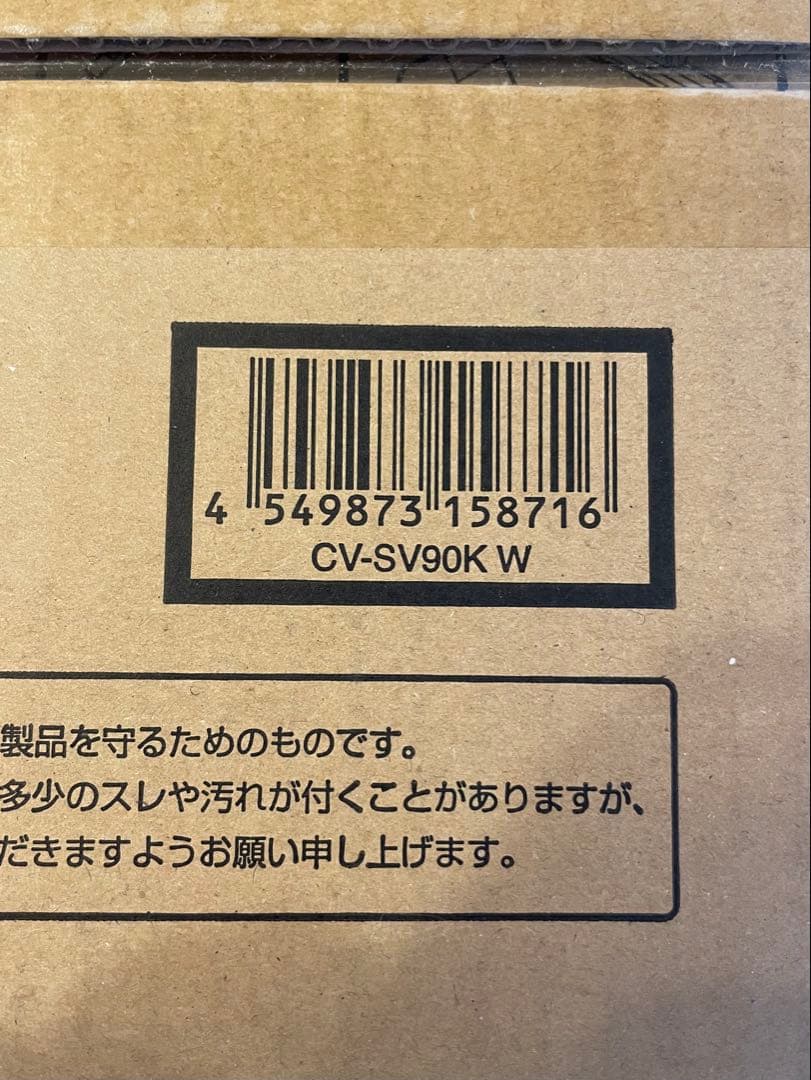 4 549873 158716
CV-SV90K W
製品を守るためのものです。
多少のスレや汚れが付くことがありますが、
だきますようお願い申し上げます。